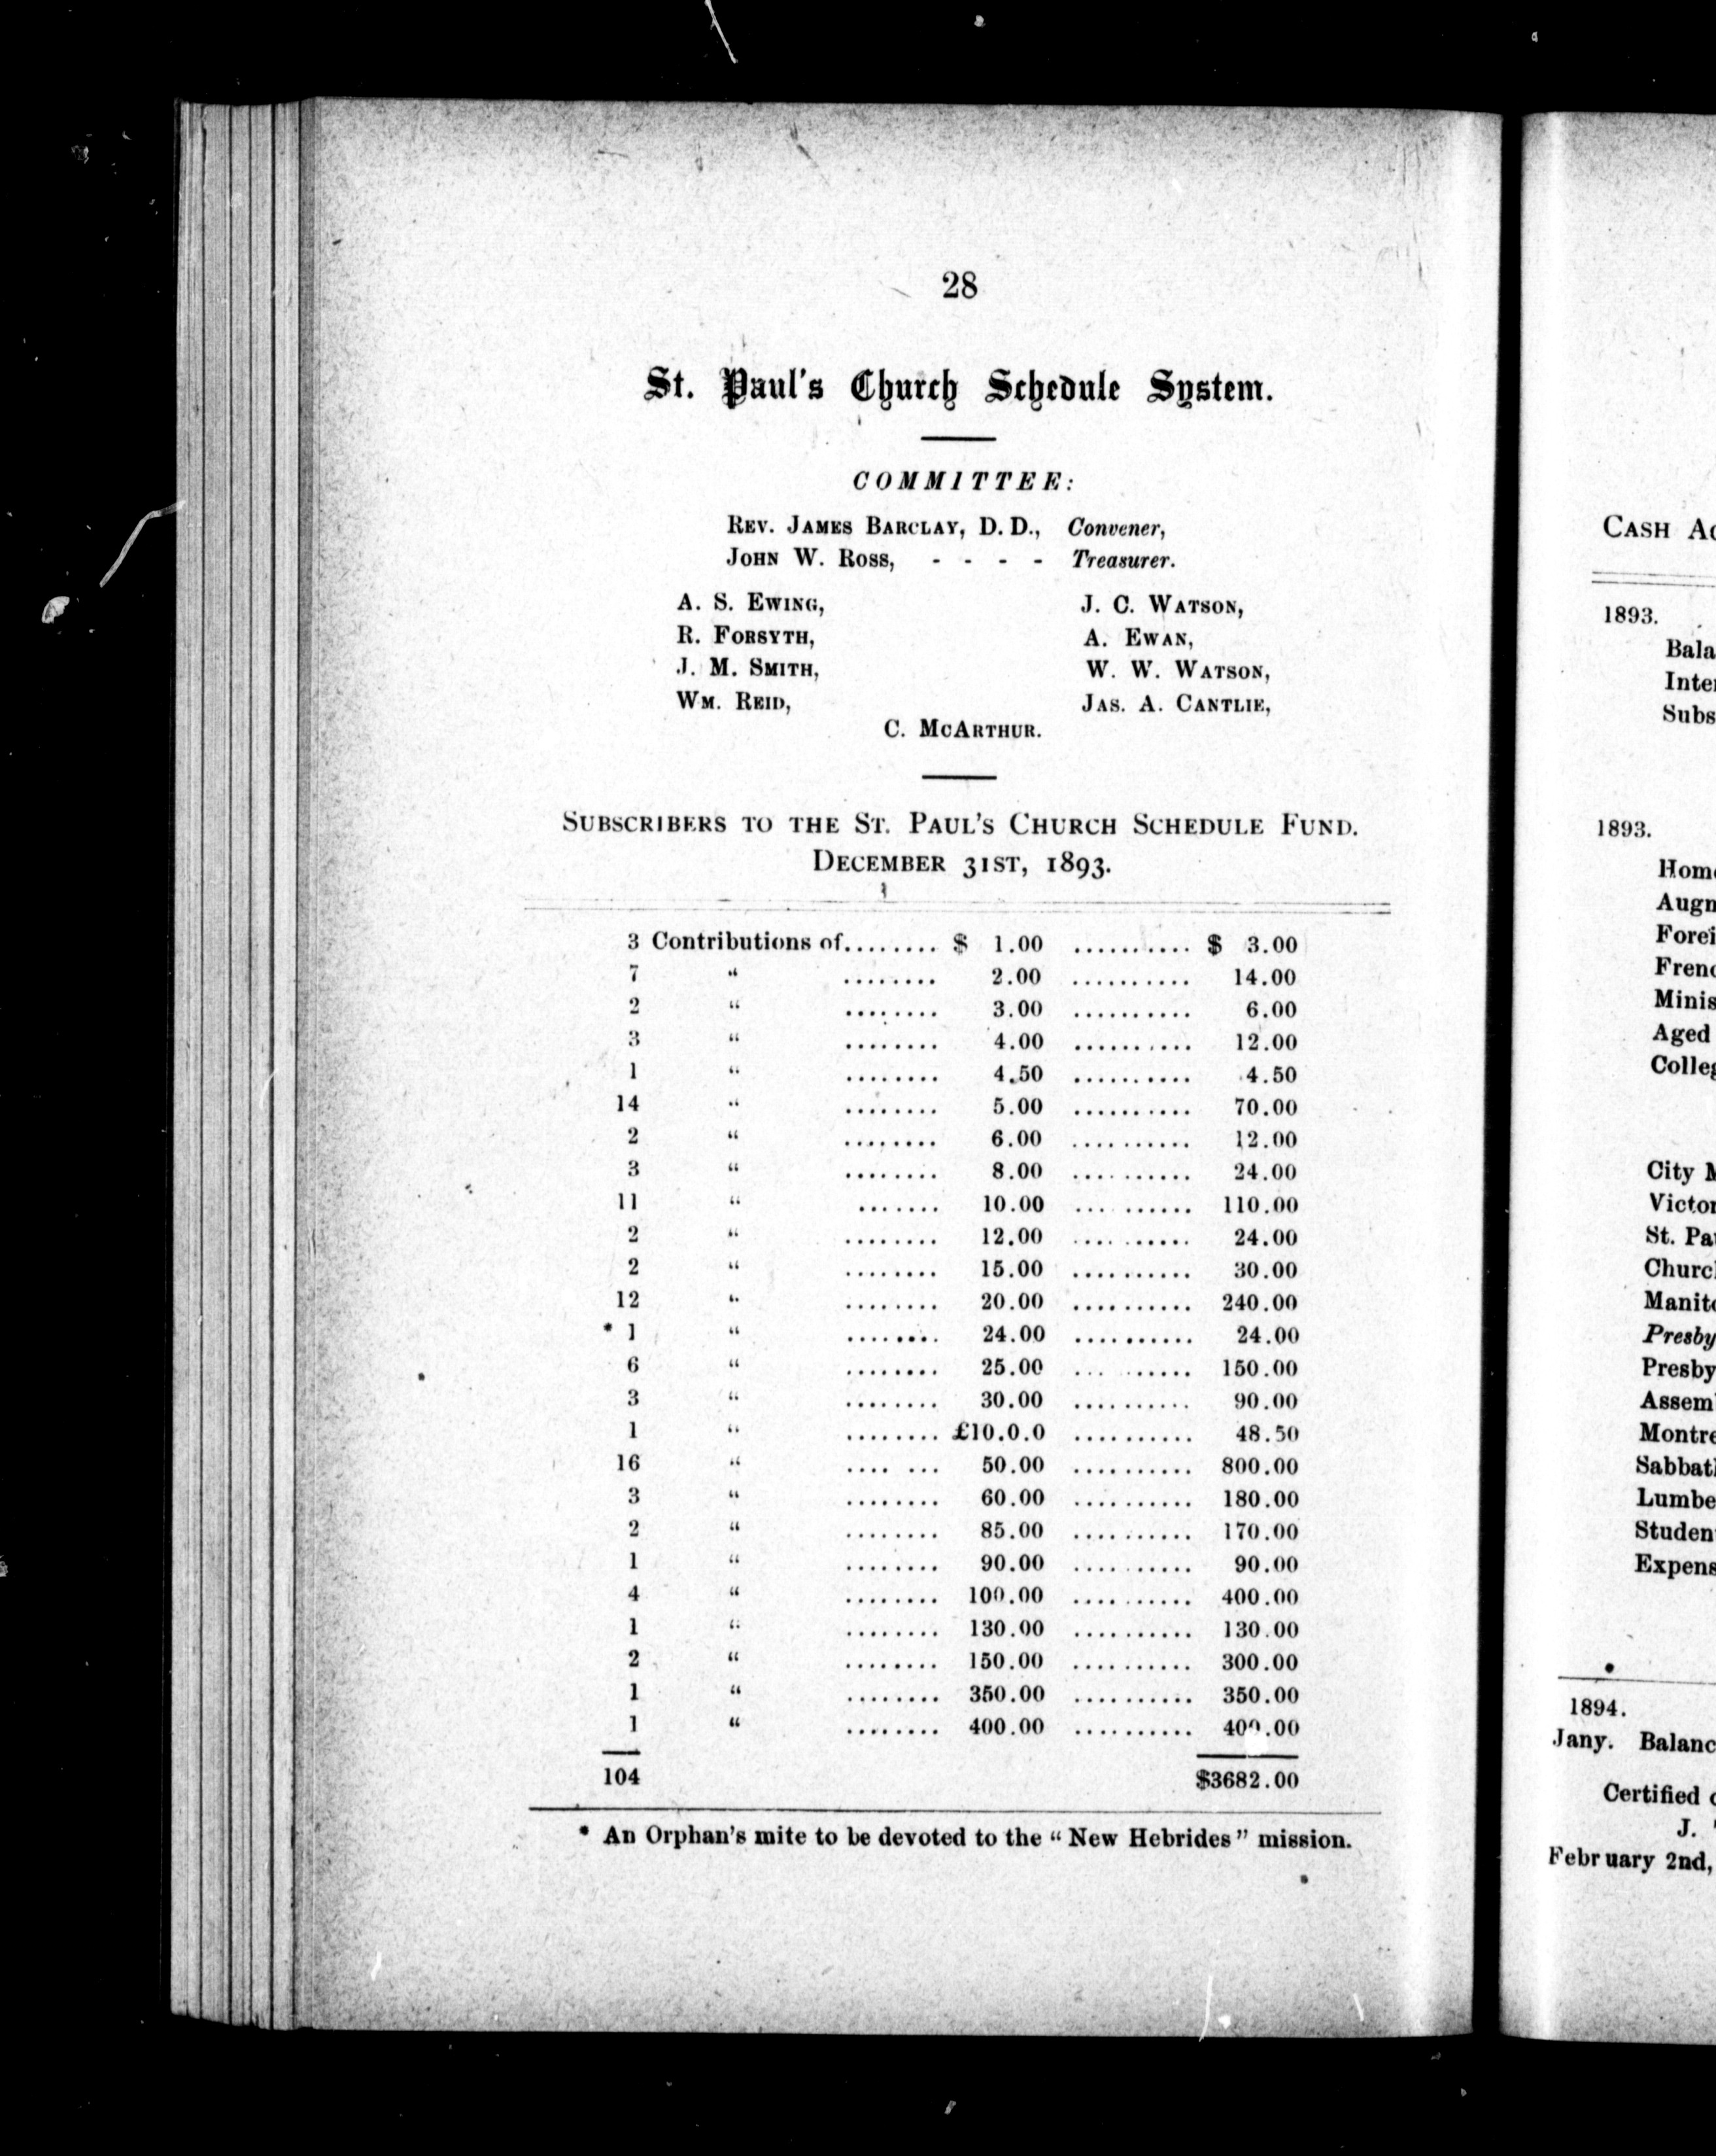 28
St. Paul's Church Schedule System.
COMMITTEE:
REV. JAMES BARCLAY, D. D., Convener,
JOHN W. ROSS, - - - - Treasurer.
A. S. EWING, J. C. WATSON,
R. FORSYTH, A. EWAN,
J. M. SMITH, W. W. WATSON,
WM. REID, JAS. A. CANTLIE,
C. MCARTHUR.
SUBSCRIBERS TO THE ST. PAUL'S CHURCH SCHEDULE FUND.
DECEMBER 31ST, 1893.
3 Contributions of........ $ 1.00 .......... $ 3.00
7 " ........ 2.00 .......... 14.00
2 " ........ 3.00 .......... 6.00
3 " ........ 4.00 .......... 12.00
1 " ........ 4.50 .......... 4.50
14 " ........ 5.00 .......... 70.00
2 " ........ 6.00 .......... 12.00
3 " ........ 8.00 .......... 24.00
11 " ....... 10.00 .......... 110.00
2 " ........ 12.00 .......... 24.00
2 " ........ 15.00 .......... 30.00
12 " ........ 20.00 .......... 240.00
* 1 " ........ 24.00 .......... 24.00
6 " ........ 25.00 .......... 150.00
3 " ........ 30.00 .......... 90.00
1 " ........ £10.0.0 .......... 48.50
16 " .... ... 50.00 .......... 800.00
3 " ........ 60.00 .......... 180.00
2 " ........ 85.00 .......... 170.00
1 " ........ 90.00 .......... 90.00
4 " ........ 100.00 .......... 400.00
1 " ........ 130.00 .......... 130.00
2 " ........ 150.00 .......... 300.00
1 " ........ 350.00 .......... 350.00
1 " ........ 400.00 .......... 400.00
104 $3682.00
* An Orphan's mite to be devoted to the "New Hebrides" mission.
CASH
1893.
1893.
Aged
City
St.
Presby
1894.
Jany.
Certified
J.
February 2nd,